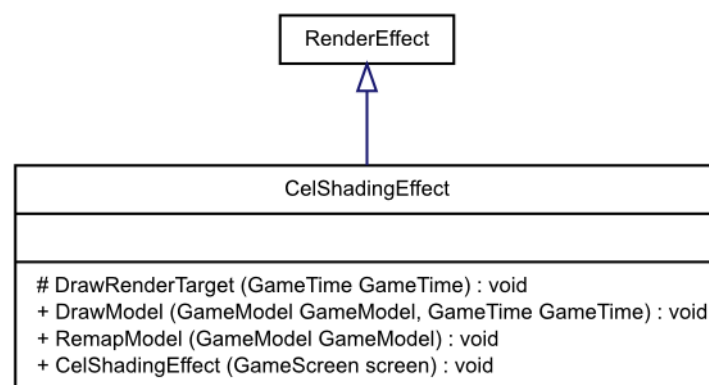 RenderEffect
CelShadingEffect
# DrawRenderTarget (GameTime GameTime) : void
+ DrawModel (GameModel GameModel, GameTime GameTime) : void
+ RemapModel (GameModel GameModel) : void
+ CelShadingEffect (GameScreen screen) : void